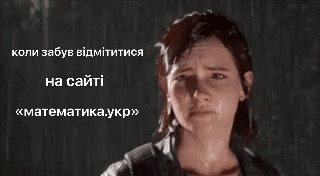 коли забув відмітитися
на сайті
«математика.укр»